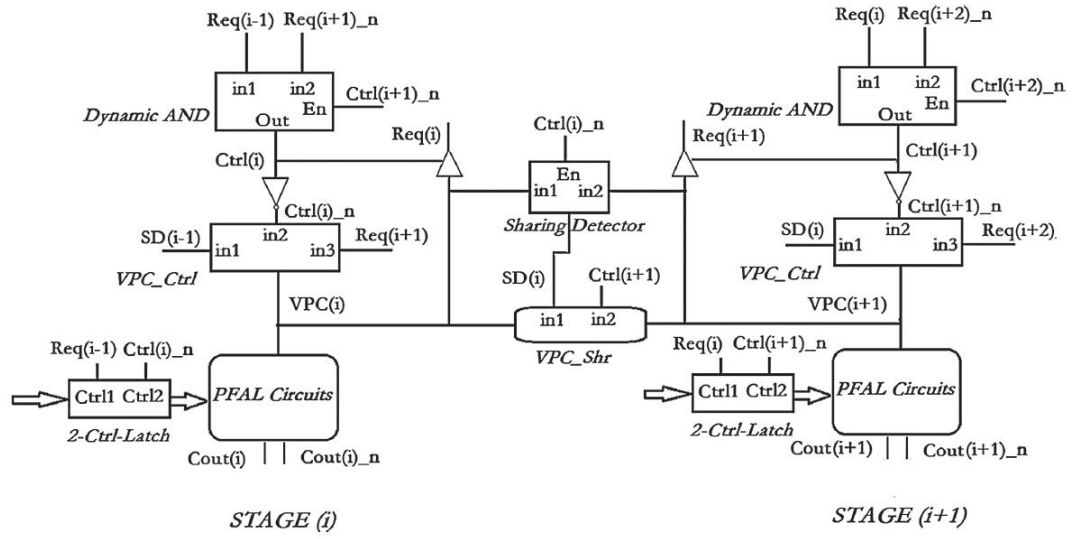 Req(i-1) Req(i+1)_n
in1 in2
En
Ctrl(i+1)_n
Dynamic AND
Out
Ctrl(i)
Ctrl(i)_n
SD(i-1)
in1
in2
in3
Req(i+1)
VPC_Ctrl
VPC(i)
Req(i-1) Ctrl(i)_n
Ctrl1 Ctrl2
2-Ctrl-Latch
PFAL Circuits
Cout(i) Cout(i)_n
STAGE (i)
Req(i)
Ctrl(i)_n
En
in1 in2
Sharing Detector
SD(i)
Ctrl(i+1)
in1 in2
VPC_Shr
Req(i+1)
Req(i) Req(i+2)_n
in1 in2
En
Ctrl(i+2)_n
Dynamic AND
Out
Ctrl(i+1)
Ctrl(i+1)_n
SD(i)
in1
in2
in3
Req(i+2).
VPC_Ctrl
VPC(i+1)
Req(i) Ctrl(i+1)_n
Ctrl1 Ctrl2
2-Ctrl-Latch
PFAL Circuits
Cout(i+1) Cout(i+1)_n
STAGE (i+1)